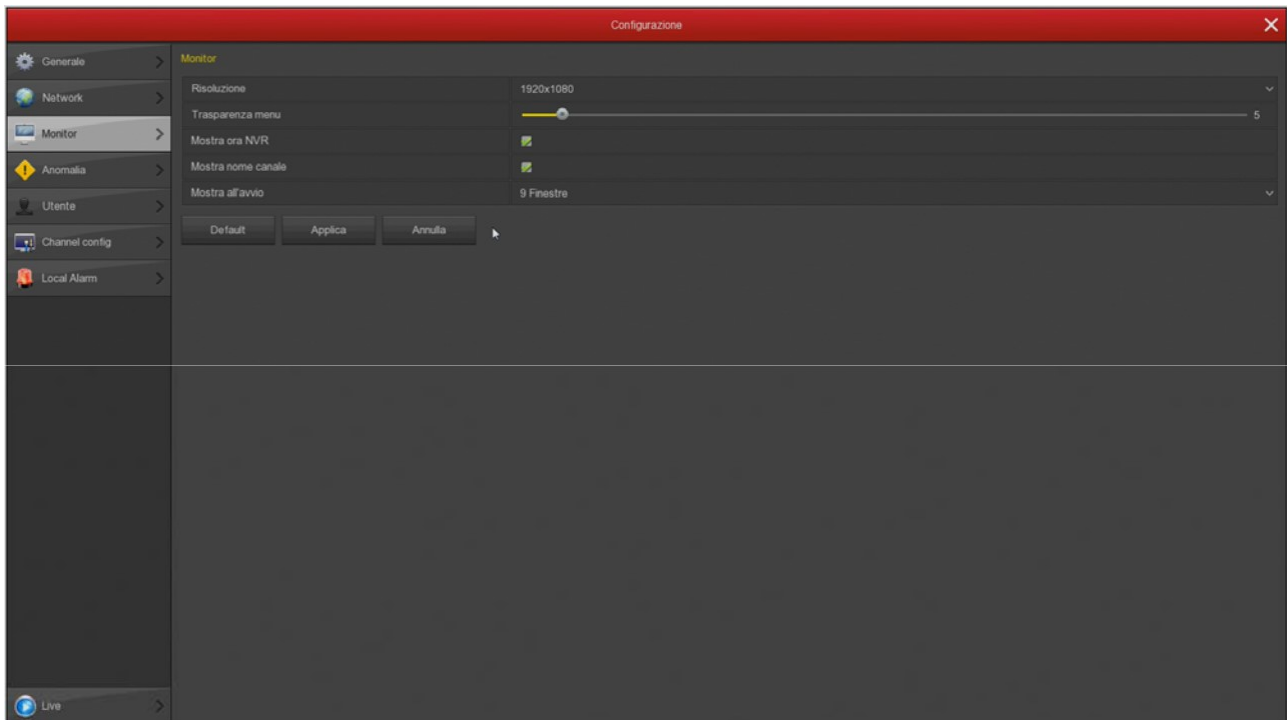 Configurazione
Generale
Network
Monitor
Anomalia
Utente
Channel config
Local Alarm
Live
Monitor
Risoluzione 1920x1080
Trasparenza menu 5
Mostra ora NVR
Mostra nome canale
Mostra all'avvio 9 Finestre
Default Applica Annulla